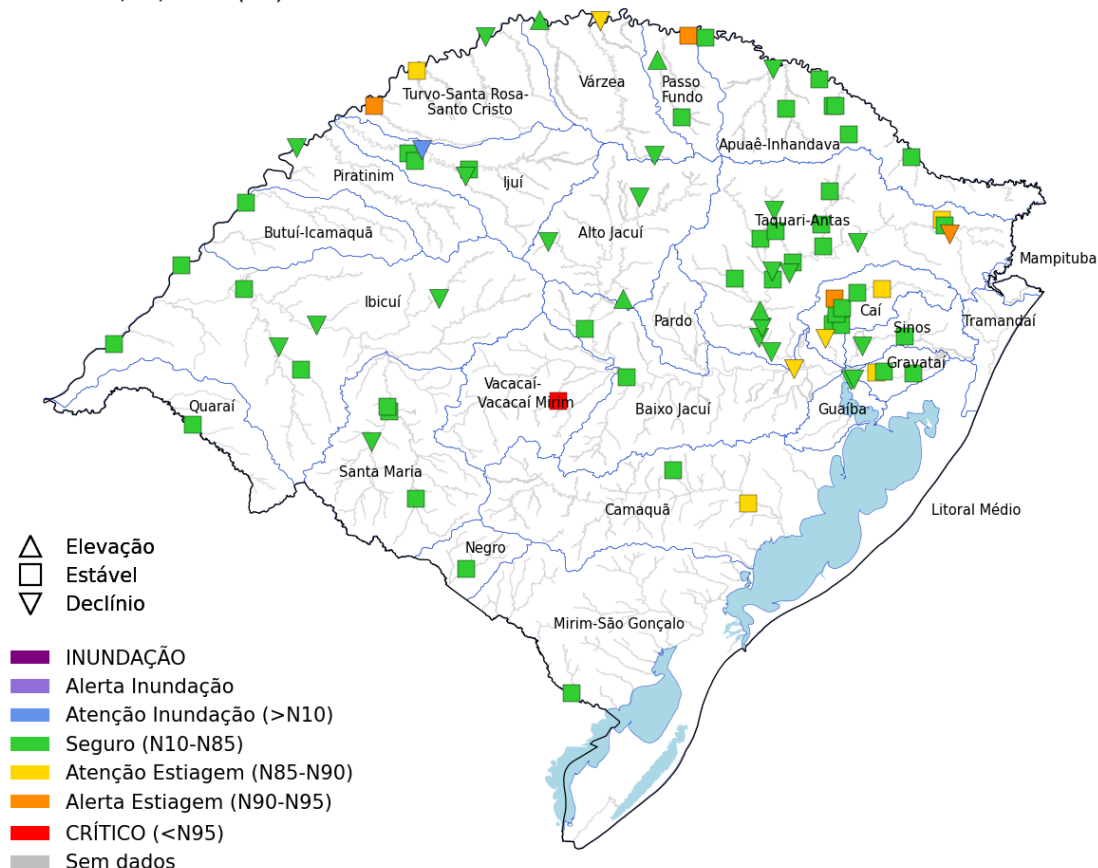 Várzea
Passo
Fundo
Turvo-Santa Rosa-
Santo Cristo
Apuaê-Inhandava
Piratinim
Ijuí
Taquari-Antas
Butuí-Icamaquã
Alto Jacuí
Mampituba
Ibicuí
Caí
Pardo
Tramandaí
Sinos
Gravataí
Vacacaí-
Vacacaí Mirim
Quaraí
Baixo Jacuí
Guaíba
Santa Maria
Camaquã
Litoral Médio
Negro
Mirim-São Gonçalo
Elevação
Estável
Declínio
INUNDAÇÃO
Alerta Inundação
Atenção Inundação (>N10)
Seguro (N10-N85)
Atenção Estiagem (N85-N90)
Alerta Estiagem (N90-N95)
CRÍTICO (<N95)
Sem dados